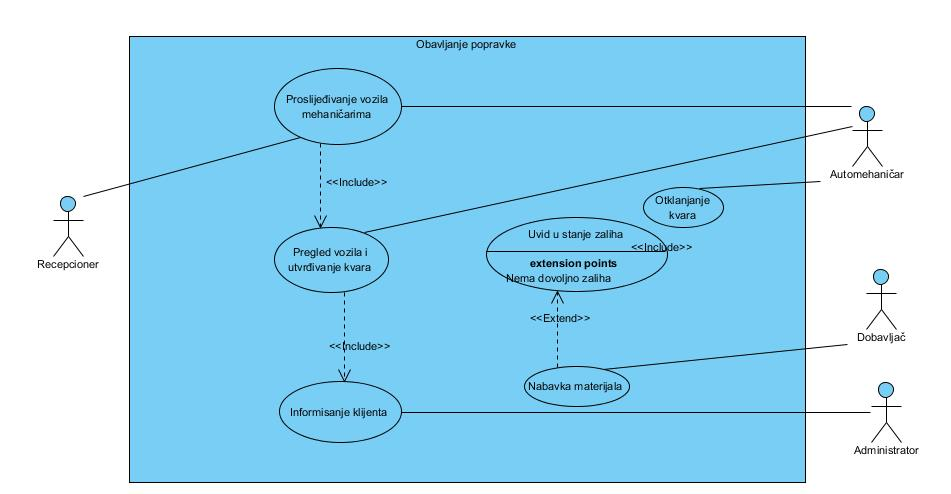 Obavljanje popravke
Proslijeđivanje vozila
mehaničarima
<<Include>>
Pregled vozila i
utvrđivanje kvara
<<Include>>
Informisanje klijenta
Otklanjanje
kvara
Uvid u stanje zaliha
<<Include>>
extension points
Nema dovoljno zaliha
<<Extend>>
Nabavka materijala
Recepcioner
Automehaničar
Dobavljač
Administrator